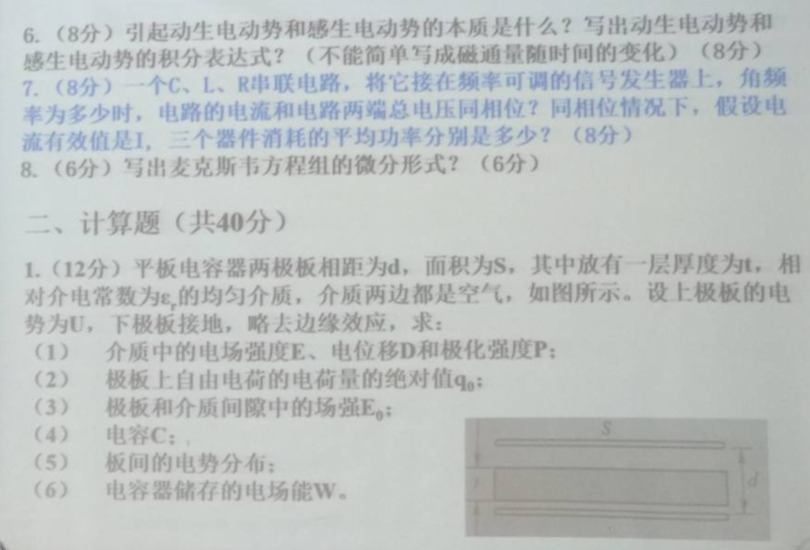 6.（8分）引起动生电动势和感生电动势的本质是什么？写出动生电动势和
感生电动势的积分表达式？（不能简单写成磁通量随时间的变化）（8分）
7.（8分）一个C、L、R串联电路，将它接在频率可调的信号发生器上，角频
率为多少时，电路的电流和电路两端总电压同相位？同相位情况下，假设电
流有效值是I，三个器件消耗的平均功率分别是多少？（8分）
8.（6分）写出麦克斯韦方程组的微分形式？（6分）
二、计算题（共40分）
1.（12分）平板电容器两极板相距为d，面积为S，其中放有一层厚度为t，相
对介电常数为εr的均匀介质，介质两边都是空气，如图所示。设上极板的电
势为U，下极板接地，略去边缘效应，求：
（1） 介质中的电场强度E、电位移D和极化强度P；
（2） 极板上自由电荷的电荷量的绝对值q0；
（3） 极板和介质间隙中的场强E0；
（4） 电容C；
（5） 板间的电势分布；
（6） 电容器储存的电场能W。
S
t
d